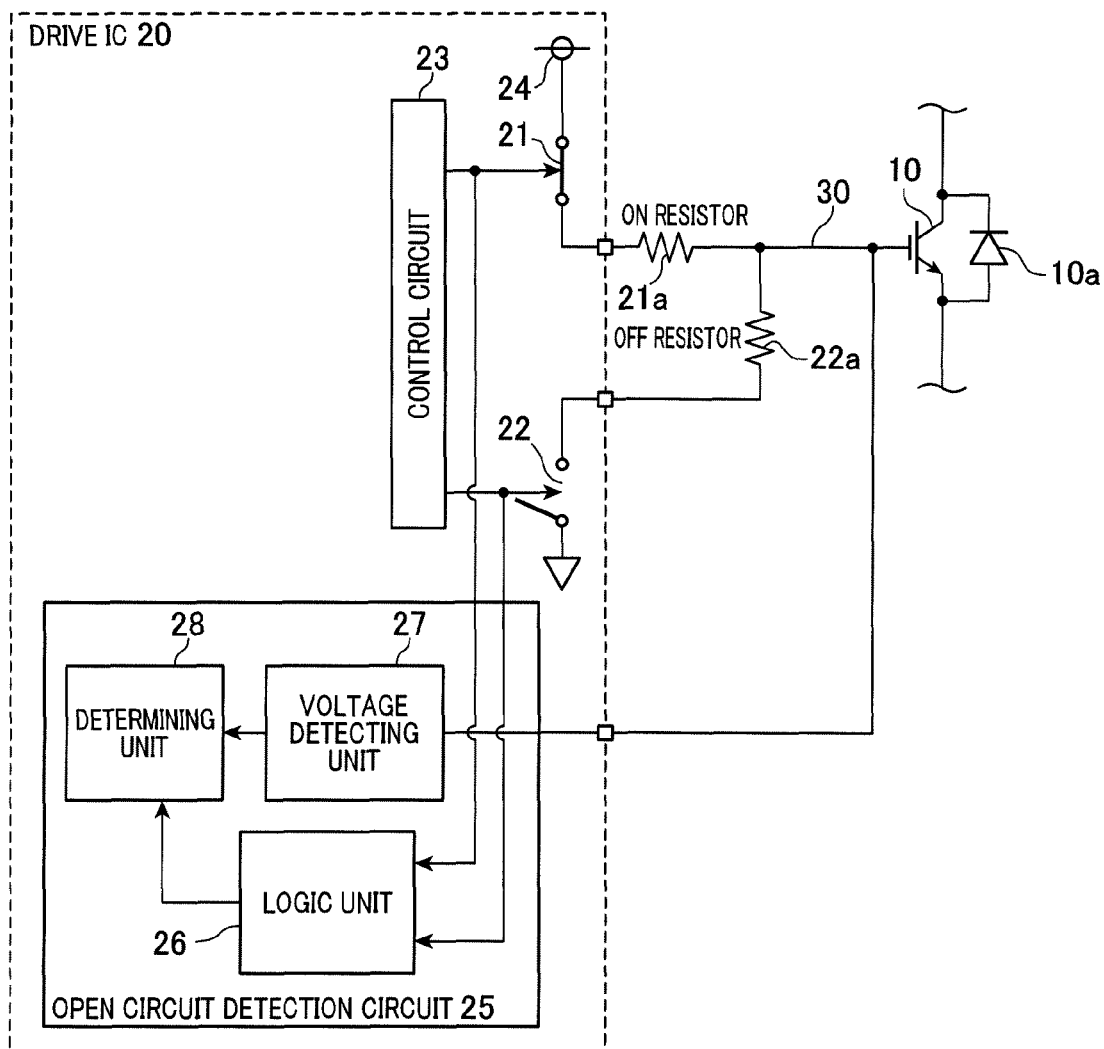 DRIVE IC 20
23
24
21
CONTROL CIRCUIT
ON RESISTOR
21a
30
10
10a
OFF RESISTOR
22a
22
28
27
DETERMINING
UNIT
VOLTAGE
DETECTING
UNIT
LOGIC UNIT
26
OPEN CIRCUIT DETECTION CIRCUIT 25